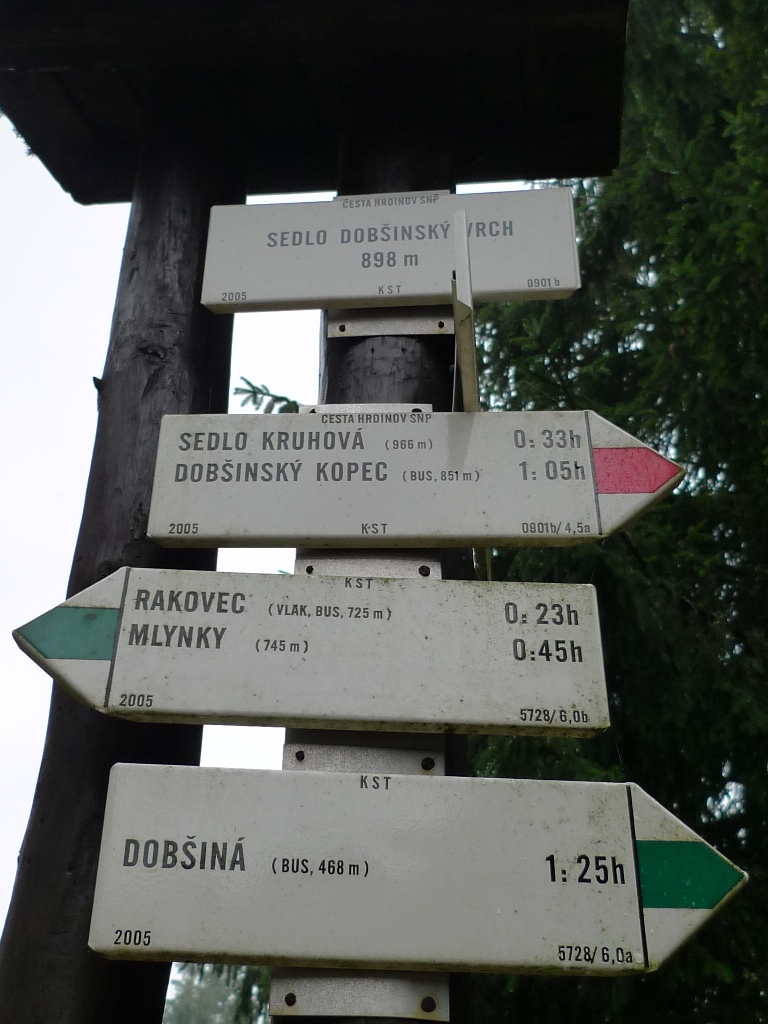 CESTA HRDINOV SNP
SEDLO DOBŠINSKÝ VRCH
898 m
2005 KST 0901 b
CESTA HRDINOV SNP
SEDLO KRUHOVÁ (966 m) 0:33h
DOBŠINSKÝ KOPEC (BUS, 851 m) 1:05h
2005 KST 0901b/4,5a
KST
RAKOVEC (VLAK, BUS, 725 m) 0:23h
MLYNKY (745 m) 0:45h
2005 5728/6,0b
KST
DOBŠINÁ (BUS, 468 m) 1:25h
2005 5728/6,0a